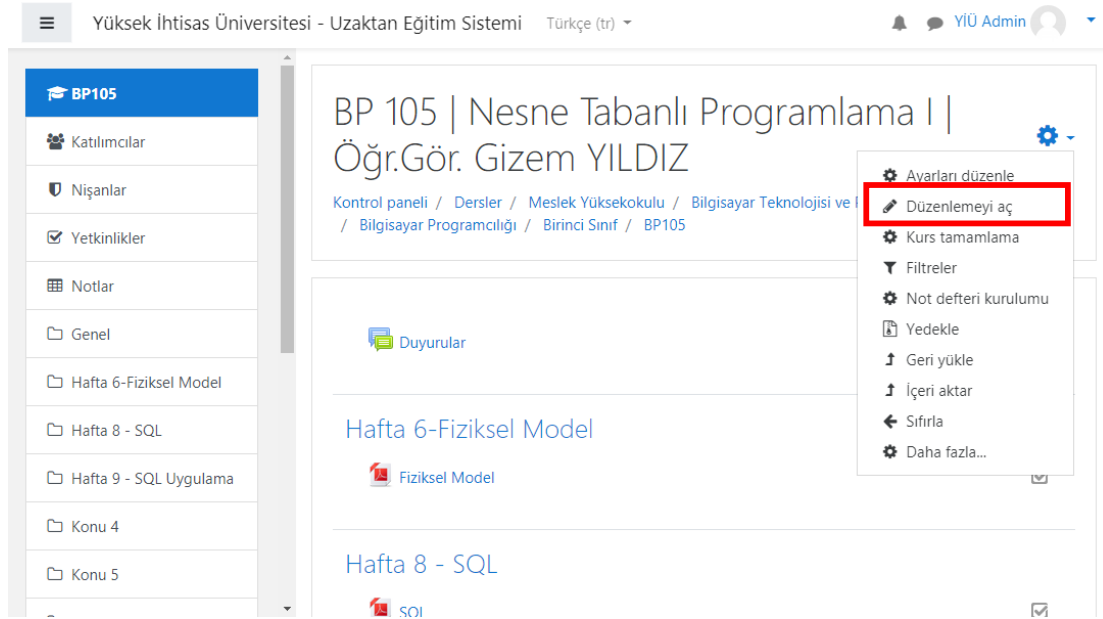 Yüksek İhtisas Üniversitesi - Uzaktan Eğitim Sistemi Türkçe (tr)
YİÜ Admin
BP105
Katılımcılar
Nişanlar
Yetkinlikler
Notlar
Genel
Hafta 6-Fiziksel Model
Hafta 8 - SQL
Hafta 9 - SQL Uygulama
Konu 4
Konu 5
BP 105 | Nesne Tabanlı Programlama I |
Öğr.Gör. Gizem YILDIZ
Kontrol paneli / Dersler / Meslek Yüksekokulu / Bilgisayar Teknolojisi ve
/ Bilgisayar Programcılığı / Birinci Sınıf / BP105
Ayarları düzenle
Düzenlemeyi aç
Kurs tamamlama
Filtreler
Not defteri kurulumu
Yedekle
Geri yükle
İçeri aktar
Sıfırla
Daha fazla...
Duyurular
Hafta 6-Fiziksel Model
Fiziksel Model
Hafta 8 - SQL
SQL